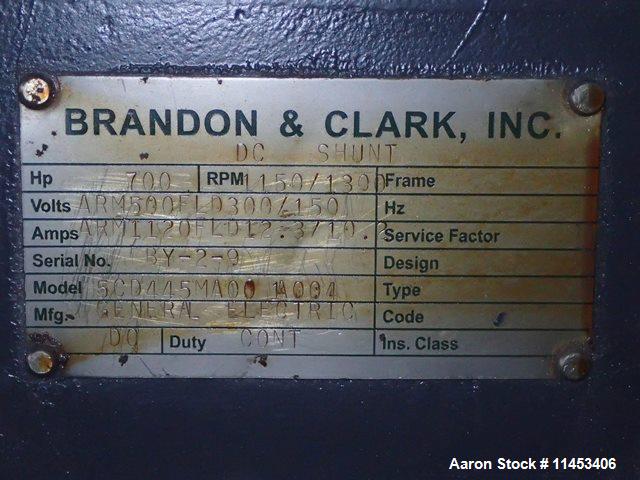 BRANDON & CLARK, INC.
DC SHUNT
Hp 700 RPM 1150/1300 Frame
Volts ARM500FLD300/150 Hz
Amps ARM1120FLD12.3/10.2 Service Factor
Serial No. BY-2-9 Design
Model 5CD445MA00 A004 Type
Mfg. GENERAL ELECTRIC Code
DC Duty CONT Ins. Class
Aaron Stock # 11453406